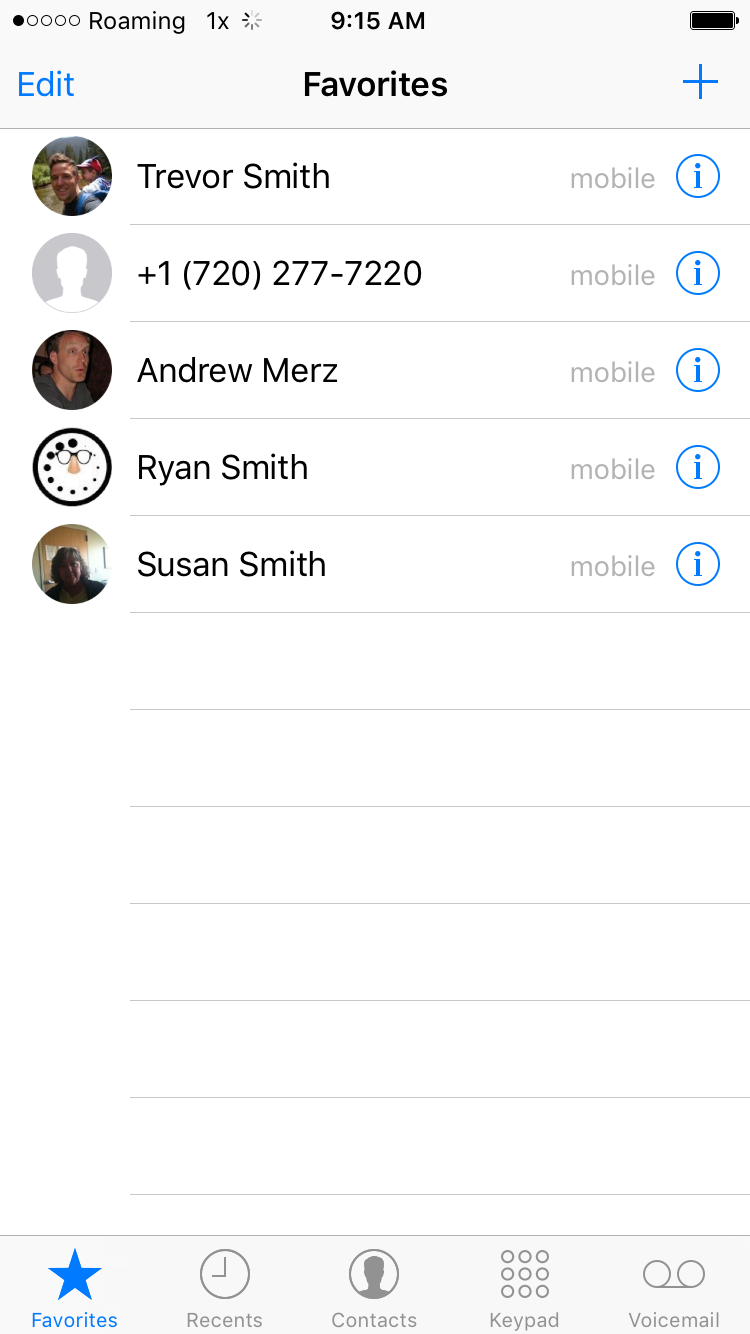 Roaming 1x 9:15 AM
Edit Favorites +
Trevor Smith mobile i
+1 (720) 277-7220 mobile i
Andrew Merz mobile i
Ryan Smith mobile i
Susan Smith mobile i
Favorites Recents Contacts Keypad Voicemail